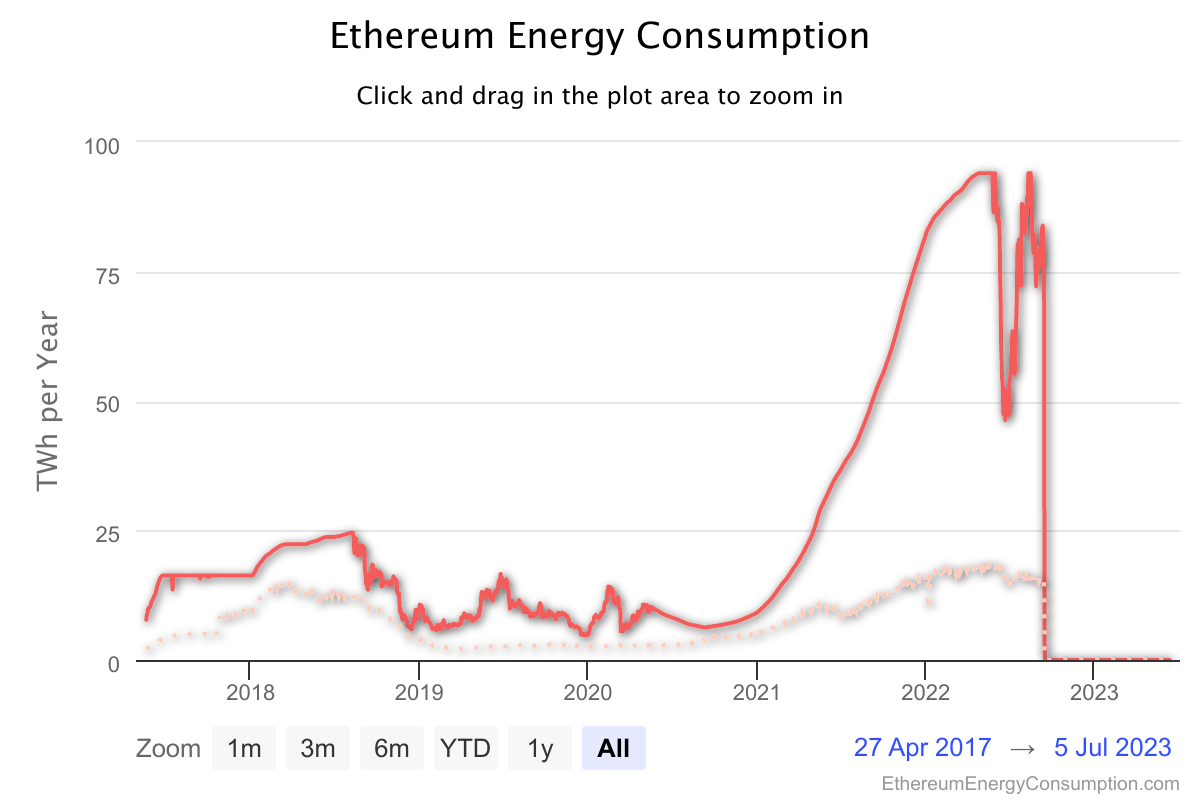 Ethereum Energy Consumption
Click and drag in the plot area to zoom in
TWh per Year
100
75
50
25
0
2018 2019 2020 2021 2022 2023
Zoom 1m 3m 6m YTD 1y All 27 Apr 2017 → 5 Jul 2023
EthereumEnergyConsumption.com